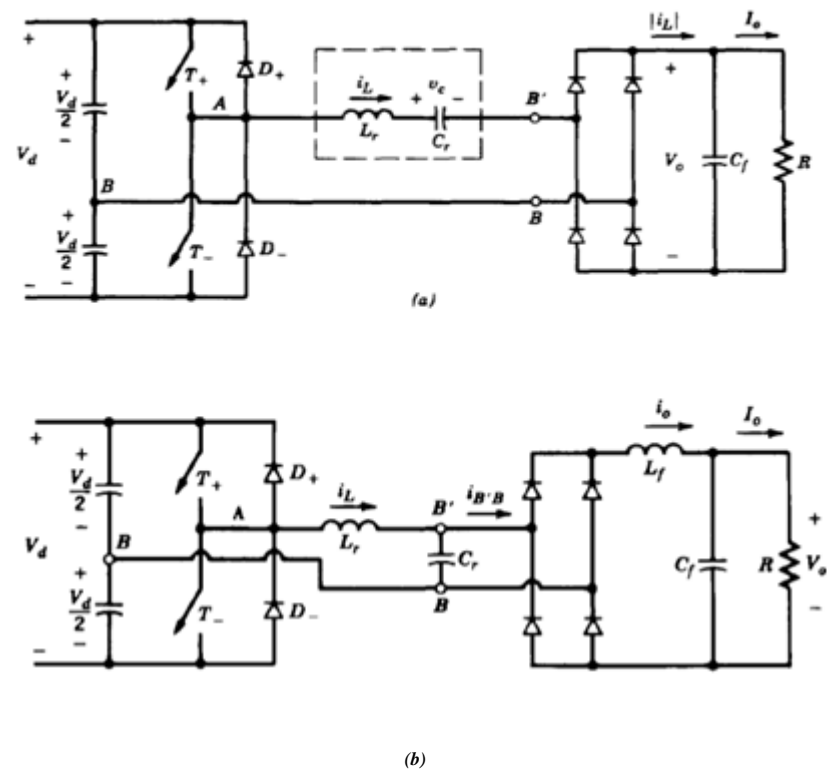 + + |i_L| I_o
V_d/2 T_+ D_+ i_L + v_c − B' +
− A L_r C_r
V_d B V_o C_f R
+ B
V_d/2 T_− D_−
− − −
(a)
i_o I_o
+ + L_f
V_d/2 T_+ D_+ i_L B' i_B'B
− A +
V_d B L_r C_r C_f R V_o
+ B −
V_d/2 T_− D_−
− −
(b)